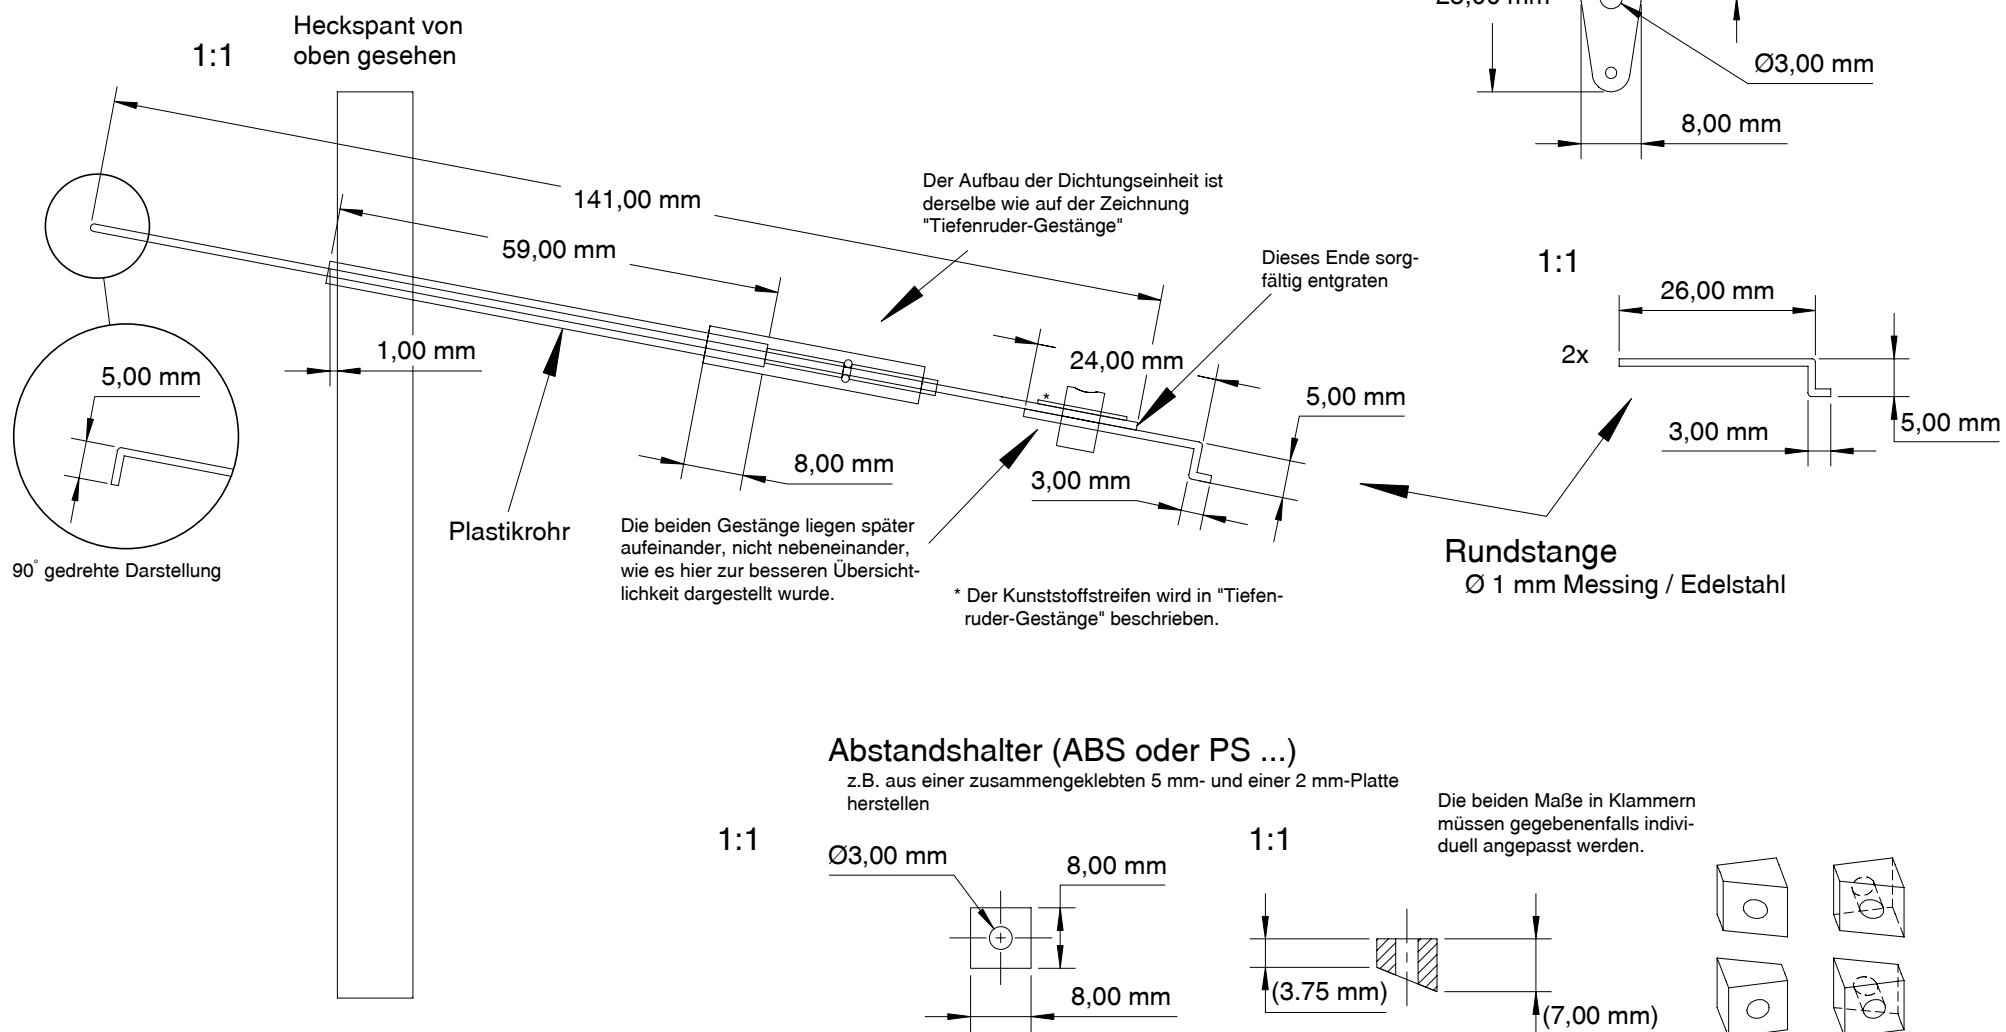 Heckspant von
oben gesehen
1:1
Ø3,00 mm
8,00 mm
141,00 mm
59,00 mm
Der Aufbau der Dichtungseinheit ist
derselbe wie auf der Zeichnung
"Tiefenruder-Gestänge"
Dieses Ende sorg-
fältig entgraten
1:1
26,00 mm
2x
5,00 mm
3,00 mm
1,00 mm
5,00 mm
24,00 mm
*
5,00 mm
8,00 mm
3,00 mm
Plastikrohr
90° gedrehte Darstellung
Die beiden Gestänge liegen später
aufeinander, nicht nebeneinander,
wie es hier zur besseren Übersicht-
lichkeit dargestellt wurde.
* Der Kunststoffstreifen wird in "Tiefen-
ruder-Gestänge" beschrieben.
Rundstange
Ø 1 mm Messing / Edelstahl
Abstandshalter (ABS oder PS ...)
z.B. aus einer zusammengeklebten 5 mm- und einer 2 mm-Platte
herstellen
1:1
Ø3,00 mm
8,00 mm
8,00 mm
1:1
Die beiden Maße in Klammern
müssen gegebenenfalls indivi-
duell angepasst werden.
(3.75 mm)
(7,00 mm)